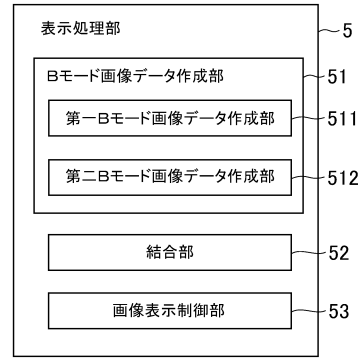 表示処理部 5
Bモード画像データ作成部 51
第一Bモード画像データ作成部 511
第二Bモード画像データ作成部 512
結合部 52
画像表示制御部 53